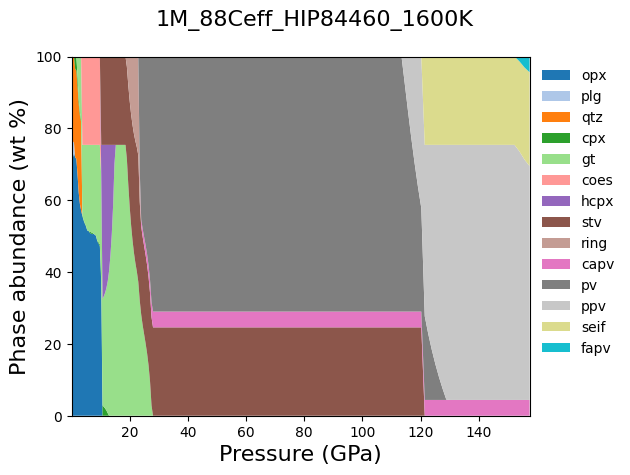 1M_88Ceff_HIP84460_1600K
Phase abundance (wt %)
100
80
60
40
20
0
20
40
60
80
100
120
140
Pressure (GPa)
opx
plg
qtz
cpx
gt
coes
hcpx
stv
ring
capv
pv
ppv
seif
fapv